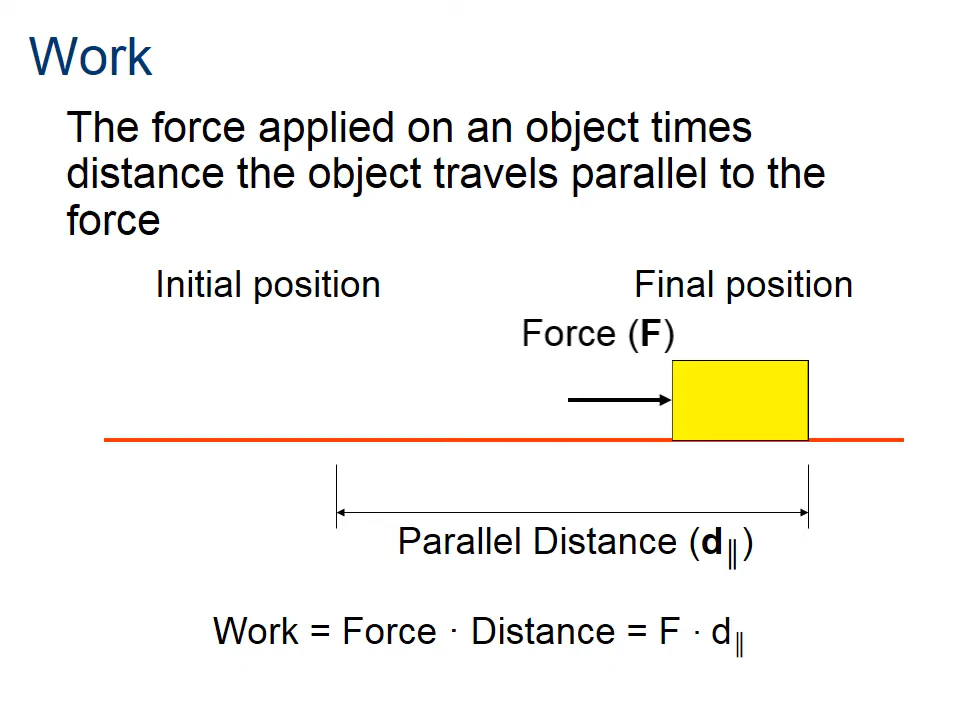 Work
The force applied on an object times
distance the object travels parallel to the
force
Initial position Final position
Force (F)
Parallel Distance (d∥)
Work = Force · Distance = F · d∥